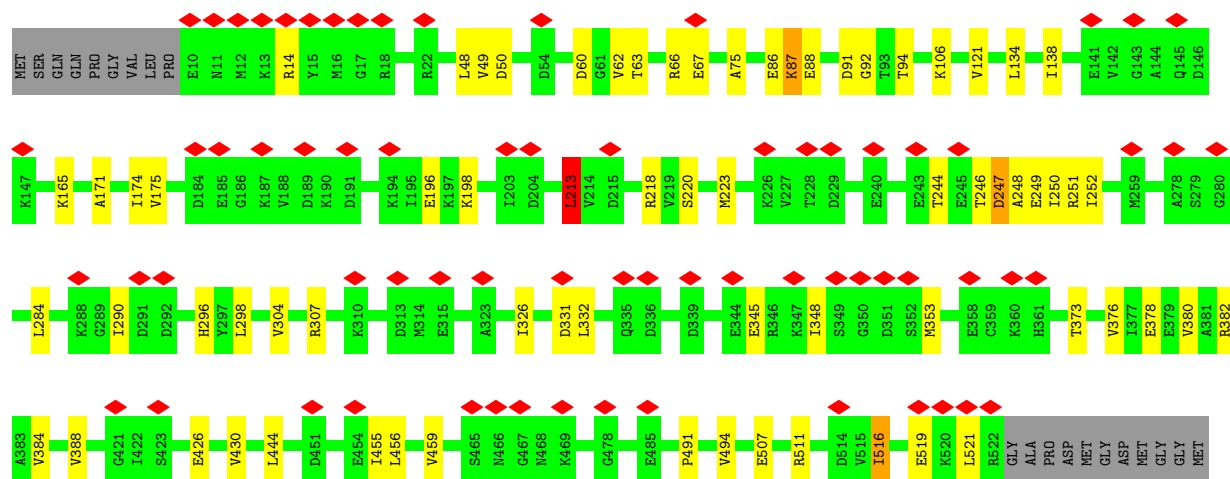 MET SER GLN GLN PRO GLY VAL LEU PRO E10 N11 M12 K13 R14 Y15 M16 G17 R18 R22 L48 V49 D50 D54 D60 G61 V62 T63 R66 E67 A75 E86 K87 E88 D91 G92 T93 T94 K106 V121 L134 I138 E141 V142 G143 A144 Q145 D146
K147 K165 A171 I174 V175 D184 E185 G186 K187 V188 D189 K190 D191 K194 I195 E196 K197 K198 I203 D204 L213 V214 D215 R218 V219 S220 M223 K226 V227 T228 D229 E240 E243 T244 E245 T246 D247 A248 E249 I250 R251 I252 M259 A278 S279 G280
L284 K288 G289 I290 D291 D292 H296 Y297 L298 V304 R307 K310 D313 M314 E315 A323 I326 D331 L332 Q335 D336 D339 E344 E345 R346 K347 I348 S349 G350 D351 S352 M353 E358 C359 K360 H361 T373 V376 I377 E378 E379 V380 A381 R382
A383 V384 V388 G421 I422 S423 E426 V430 L444 D451 E454 I455 L456 V459 S465 N466 G467 N468 K469 G478 E485 P491 V494 E507 R511 D514 V515 I516 E519 K520 L521 R522 GLY ALA PRO ASP MET GLY ASP MET GLY GLY MET